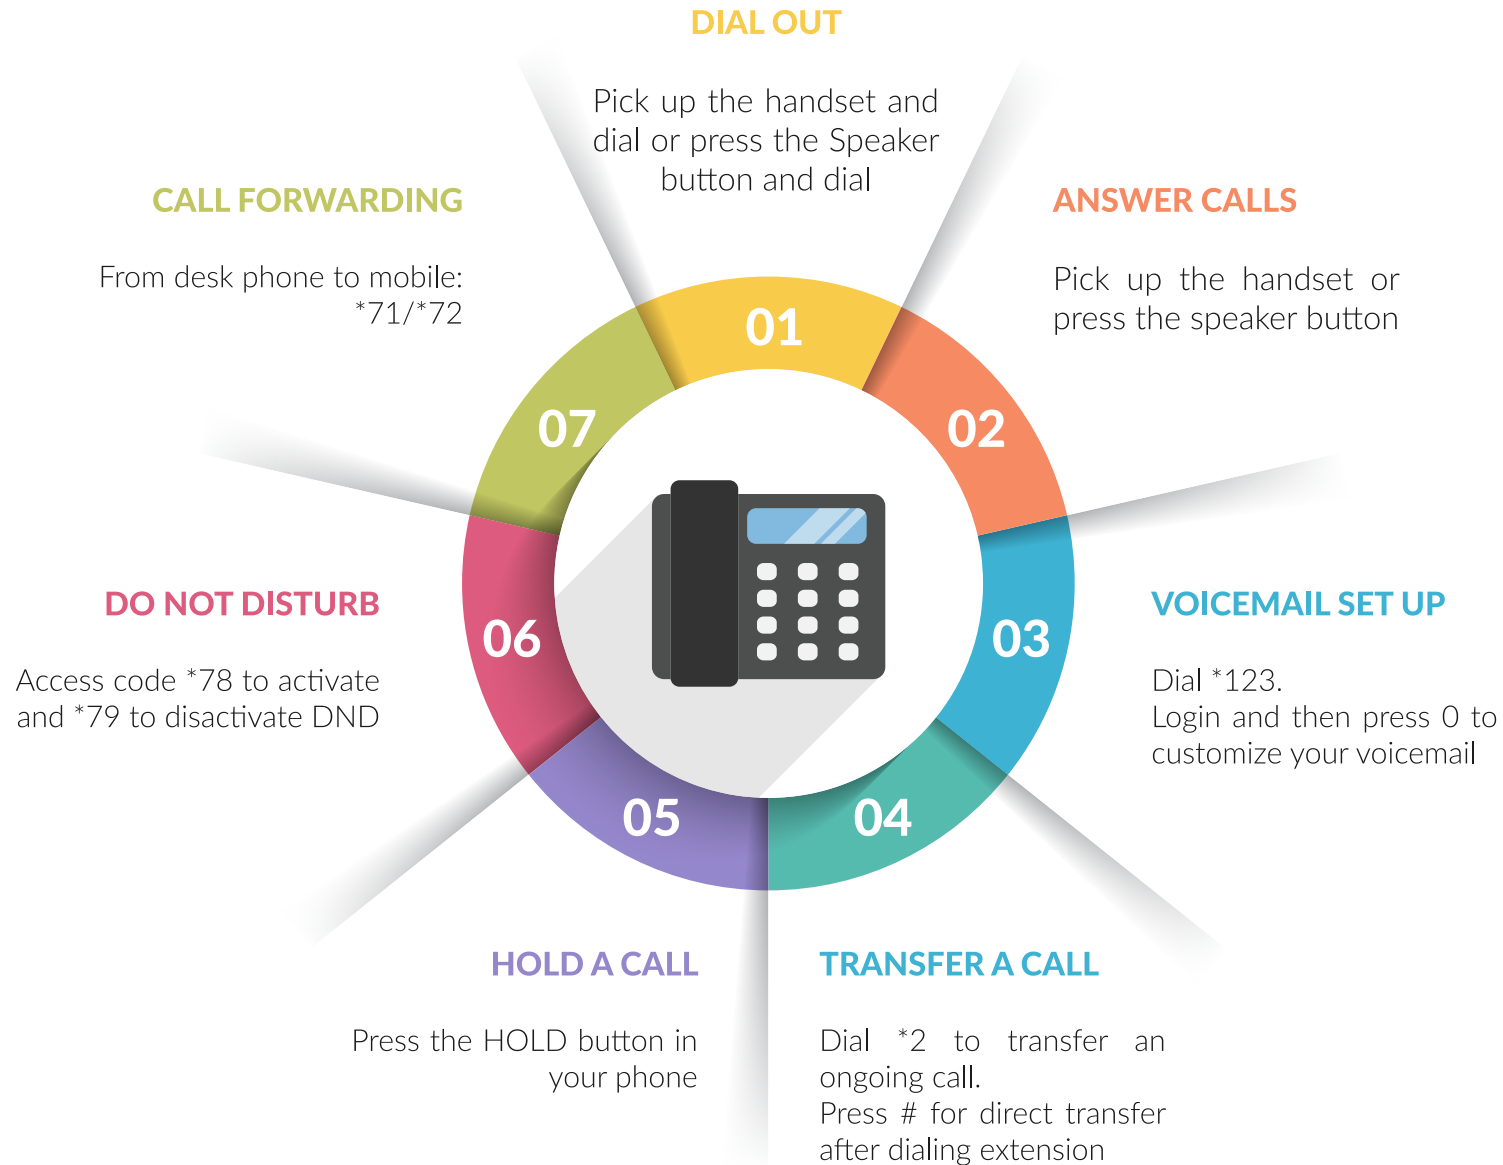 DIAL OUT
Pick up the handset and
dial or press the Speaker
button and dial
01
ANSWER CALLS
Pick up the handset or
press the speaker button
02
VOICEMAIL SET UP
Dial *123.
Login and then press 0 to
customize your voicemail
03
TRANSFER A CALL
Dial *2 to transfer an
ongoing call.
Press # for direct transfer
after dialing extension
04
HOLD A CALL
Press the HOLD button in
your phone
05
DO NOT DISTURB
Access code *78 to activate
and *79 to disactivate DND
06
CALL FORWARDING
From desk phone to mobile:
*71/*72
07